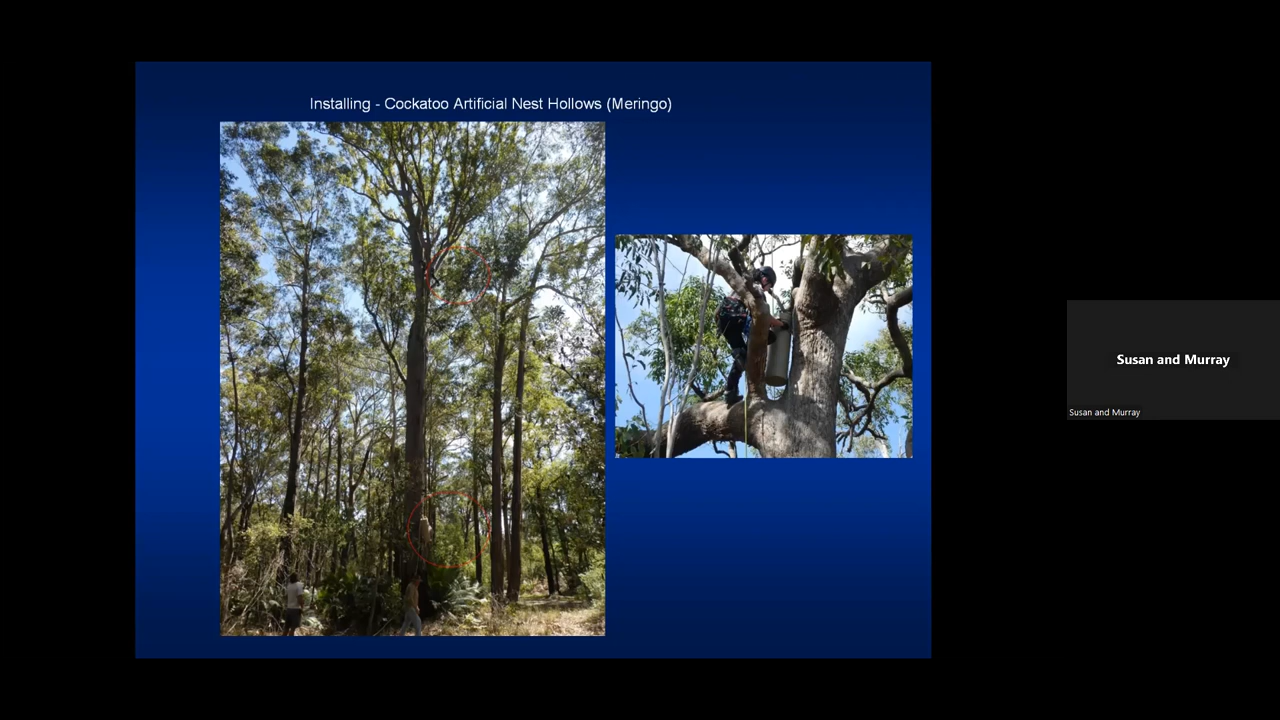 Installing - Cockatoo Artificial Nest Hollows (Meringo)
Susan and Murray
Susan and Murray